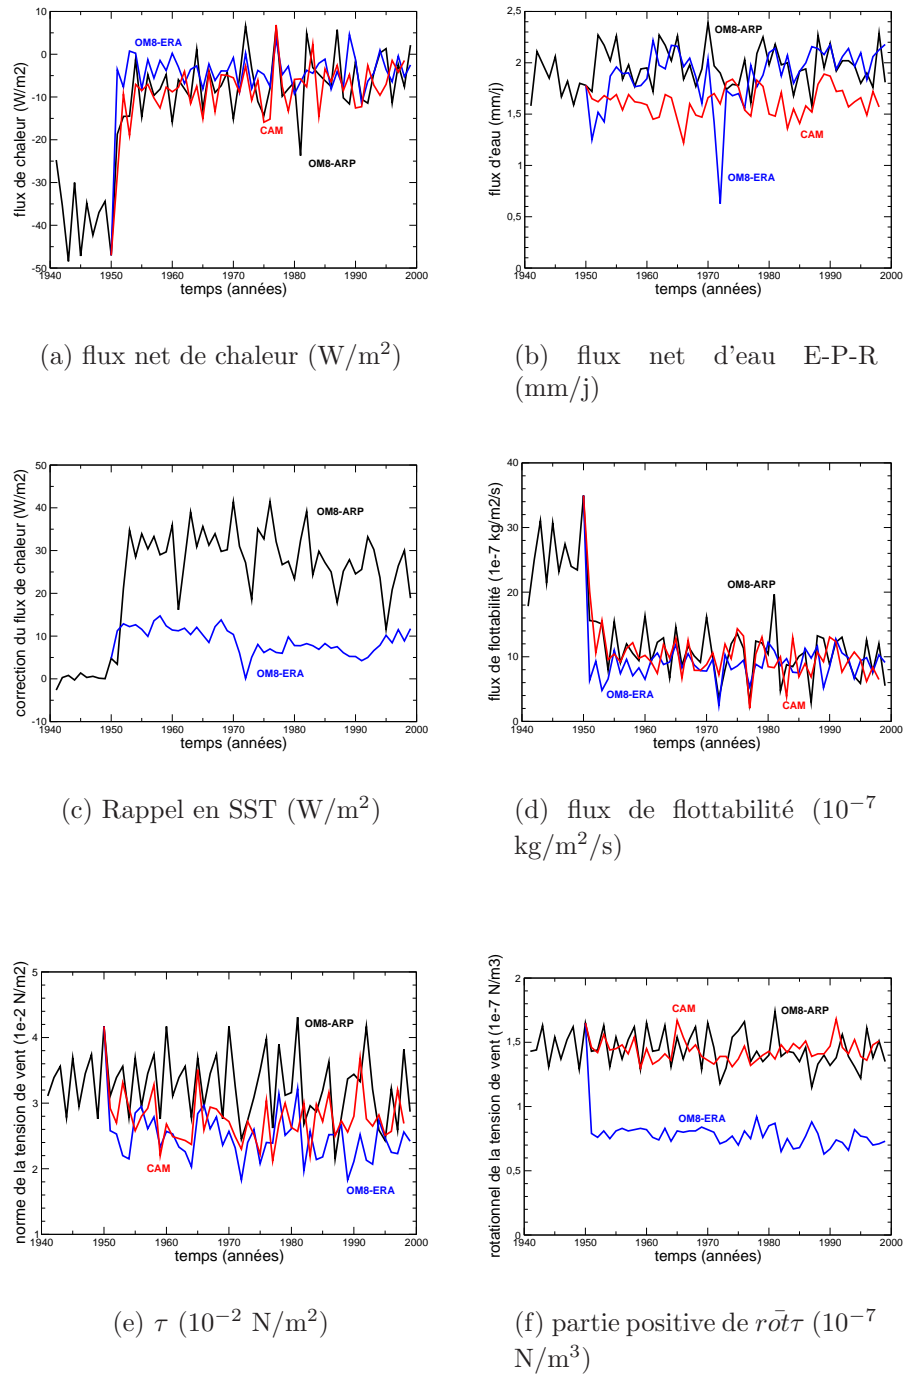 10
0
-10
-20
-30
-40
-50
flux de chaleur (W/m2)
OM8-ERA
CAM
OM8-ARP
1940 1950 1960 1970 1980 1990 2000
temps (années)
(a) flux net de chaleur (W/m²)
2,5
2
1,5
1
0,5
0
flux d'eau (mm/j)
OM8-ARP
CAM
OM8-ERA
1940 1950 1960 1970 1980 1990 2000
temps (années)
(b) flux net d'eau E-P-R
(mm/j)
50
40
30
20
10
0
-10
correction du flux de chaleur (W/m2)
OM8-ARP
OM8-ERA
1940 1950 1960 1970 1980 1990 2000
temps (années)
(c) Rappel en SST (W/m²)
40
30
20
10
0
flux de flottabilité (1e-7 kg/m2/s)
OM8-ARP
OM8-ERA
CAM
1940 1950 1960 1970 1980 1990 2000
temps (années)
(d) flux de flottabilité (10⁻⁷
kg/m²/s)
5
4
3
2
1
norme de la tension de vent (1e-2 N/m2)
OM8-ARP
CAM
OM8-ERA
1940 1950 1960 1970 1980 1990 2000
temps (années)
(e) τ (10⁻² N/m²)
2
1,5
1
0,5
0
rotationnel de la tension de vent (1e-7 N/m3)
CAM
OM8-ARP
OM8-ERA
1940 1950 1960 1970 1980 1990 2000
temps (années)
(f) partie positive de rōtτ (10⁻⁷
N/m³)